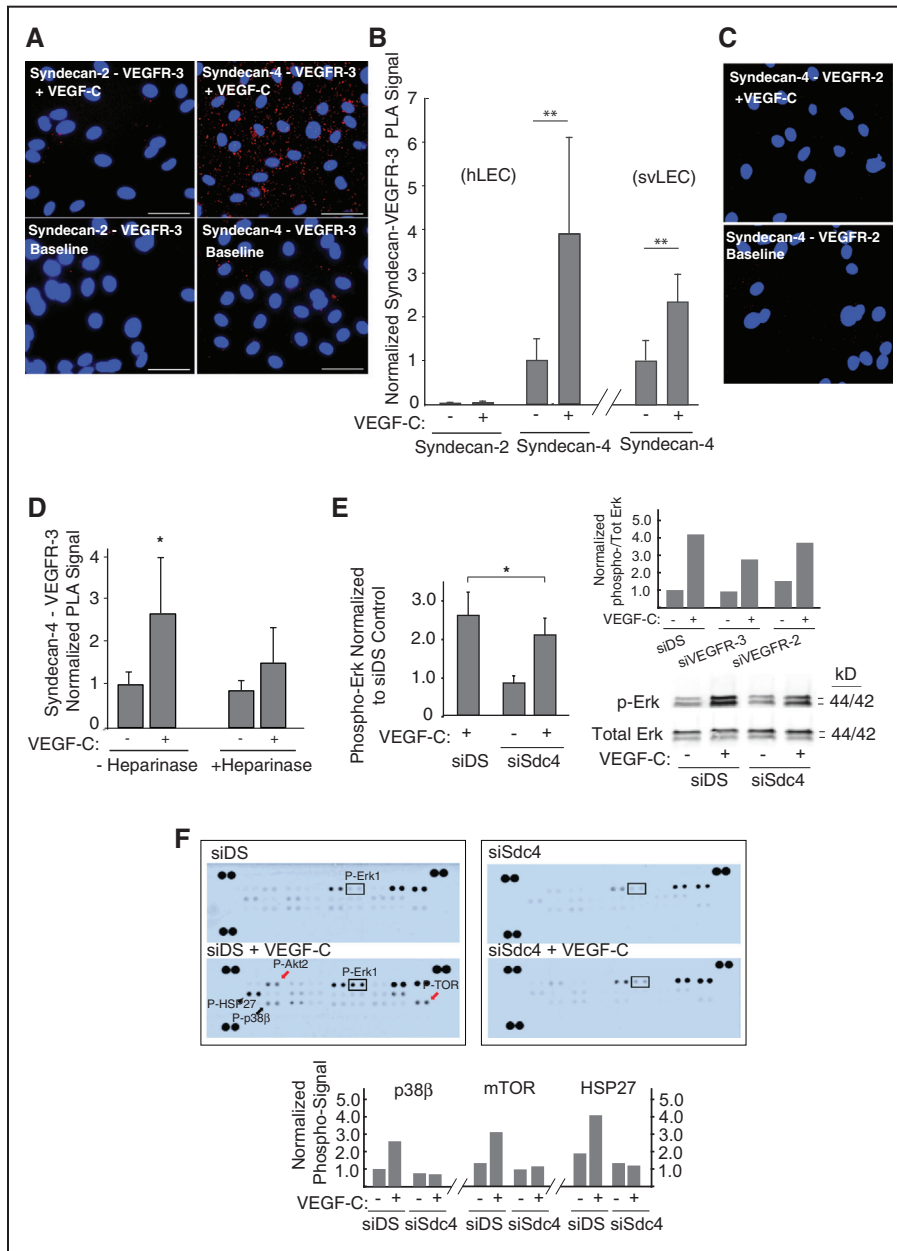 A
Syndecan-2 - VEGFR-3
+ VEGF-C
Syndecan-4 - VEGFR-3
+ VEGF-C
Syndecan-2 - VEGFR-3
Baseline
Syndecan-4 - VEGFR-3
Baseline
B
Normalized Syndecan-VEGFR-3 PLA Signal
7
6
5
4
3
2
1
0
**
(hLEC)
(svLEC)
**
VEGF-C: - + - + - +
Syndecan-2 Syndecan-4 Syndecan-4
C
Syndecan-4 - VEGFR-2
+VEGF-C
Syndecan-4 - VEGFR-2
Baseline
D
Syndecan-4 - VEGFR-3
Normalized PLA Signal
4
2
1
0
*
VEGF-C: - + - +
- Heparinase +Heparinase
E
Phospho-Erk Normalized
to siDS Control
3.0
2.0
1.0
0
*
VEGF-C: + - +
siDS siSdc4
Normalized
phospho-/Tot Erk
5.0
4.0
3.0
2.0
1.0
VEGF-C: - + - + - +
siDS siVEGFR-3 siVEGFR-2
kD
p-Erk 44/42
Total Erk 44/42
VEGF-C: - + - +
siDS siSdc4
F
siDS
P-Erk1
siDS + VEGF-C
P-Akt2
P-Erk1
P-TOR
P-HSP27
P-p38β
siSdc4
siSdc4 + VEGF-C
Normalized
Phospho-Signal
p38β mTOR HSP27
5.0 5.0
4.0 4.0
3.0 3.0
2.0 2.0
1.0 1.0
VEGF-C: - + - + - + - + - + - +
siDS siSdc4 siDS siSdc4 siDS siSdc4